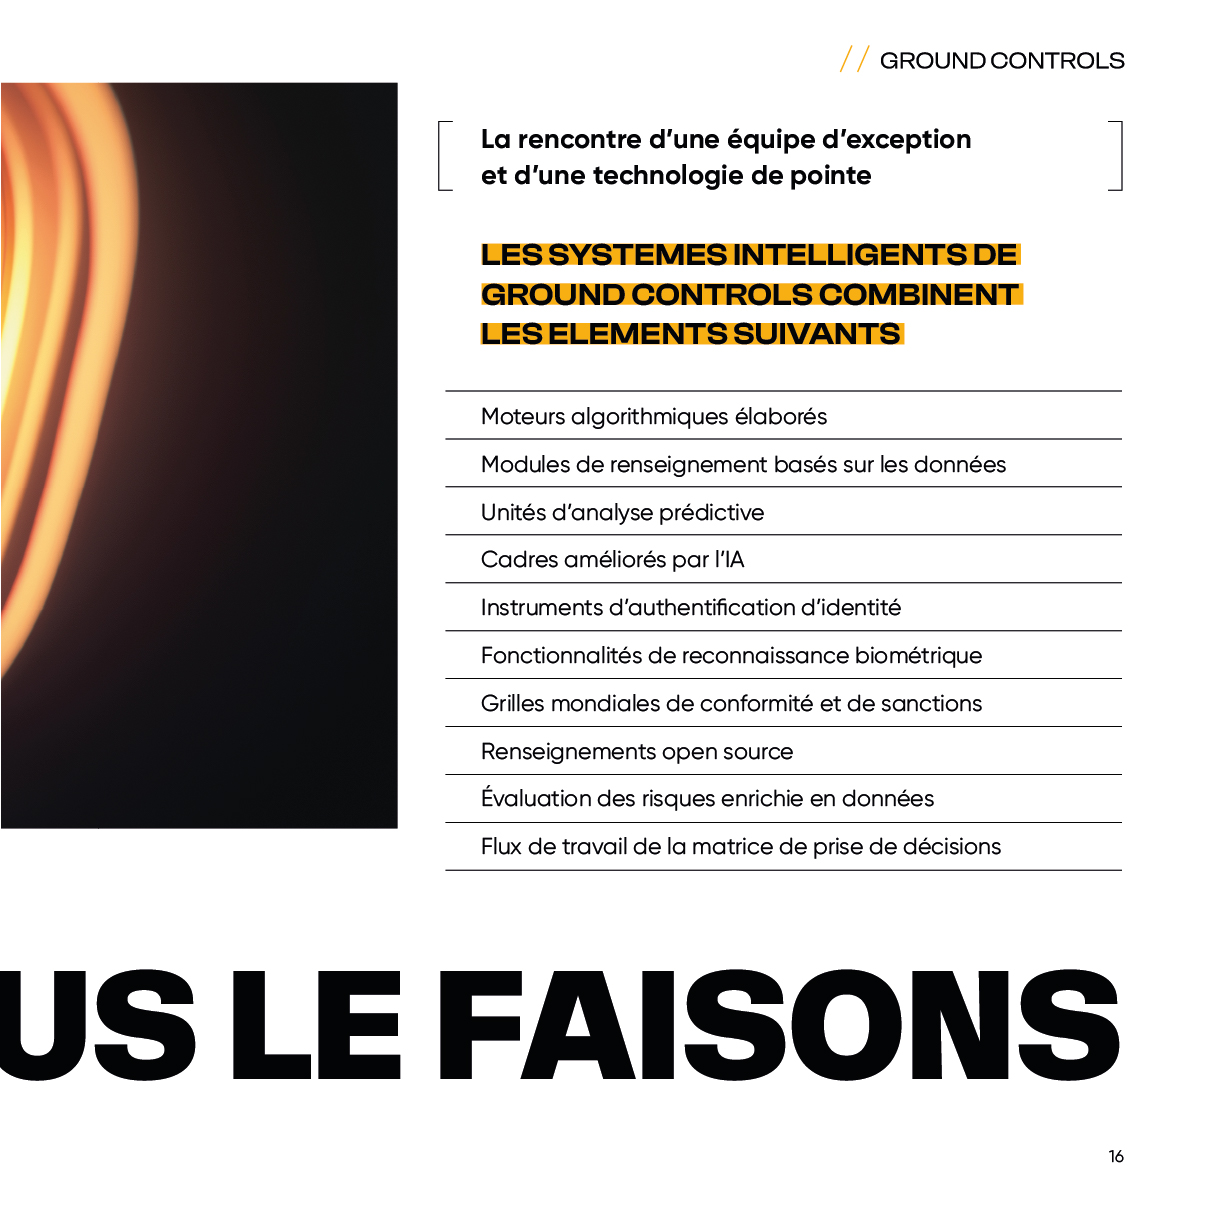 // GROUND CONTROLS
La rencontre d’une équipe d’exception
et d’une technologie de pointe
LES SYSTEMES INTELLIGENTS DE
GROUND CONTROLS COMBINENT
LES ELEMENTS SUIVANTS
Moteurs algorithmiques élaborés
Modules de renseignement basés sur les données
Unités d’analyse prédictive
Cadres améliorés par l’IA
Instruments d’authentification d’identité
Fonctionnalités de reconnaissance biométrique
Grilles mondiales de conformité et de sanctions
Renseignements open source
Évaluation des risques enrichie en données
Flux de travail de la matrice de prise de décisions
US LE FAISONS
16